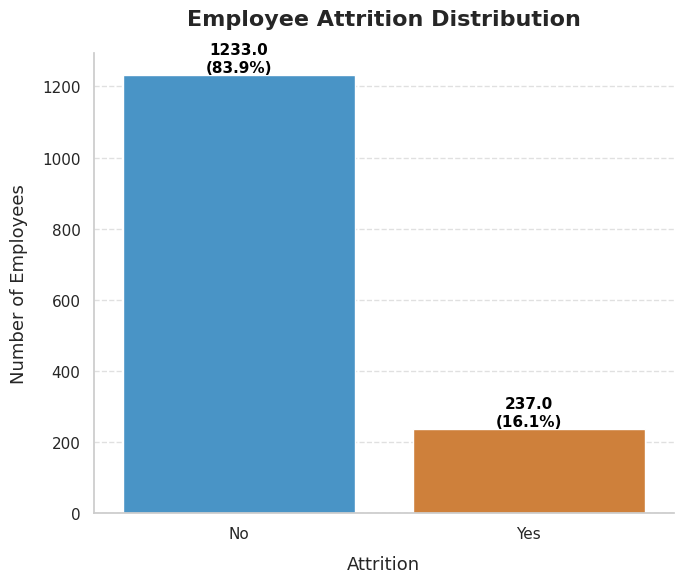 Employee Attrition Distribution
Number of Employees
1200
1000
800
600
400
200
0
1233.0
(83.9%)
237.0
(16.1%)
No
Yes
Attrition